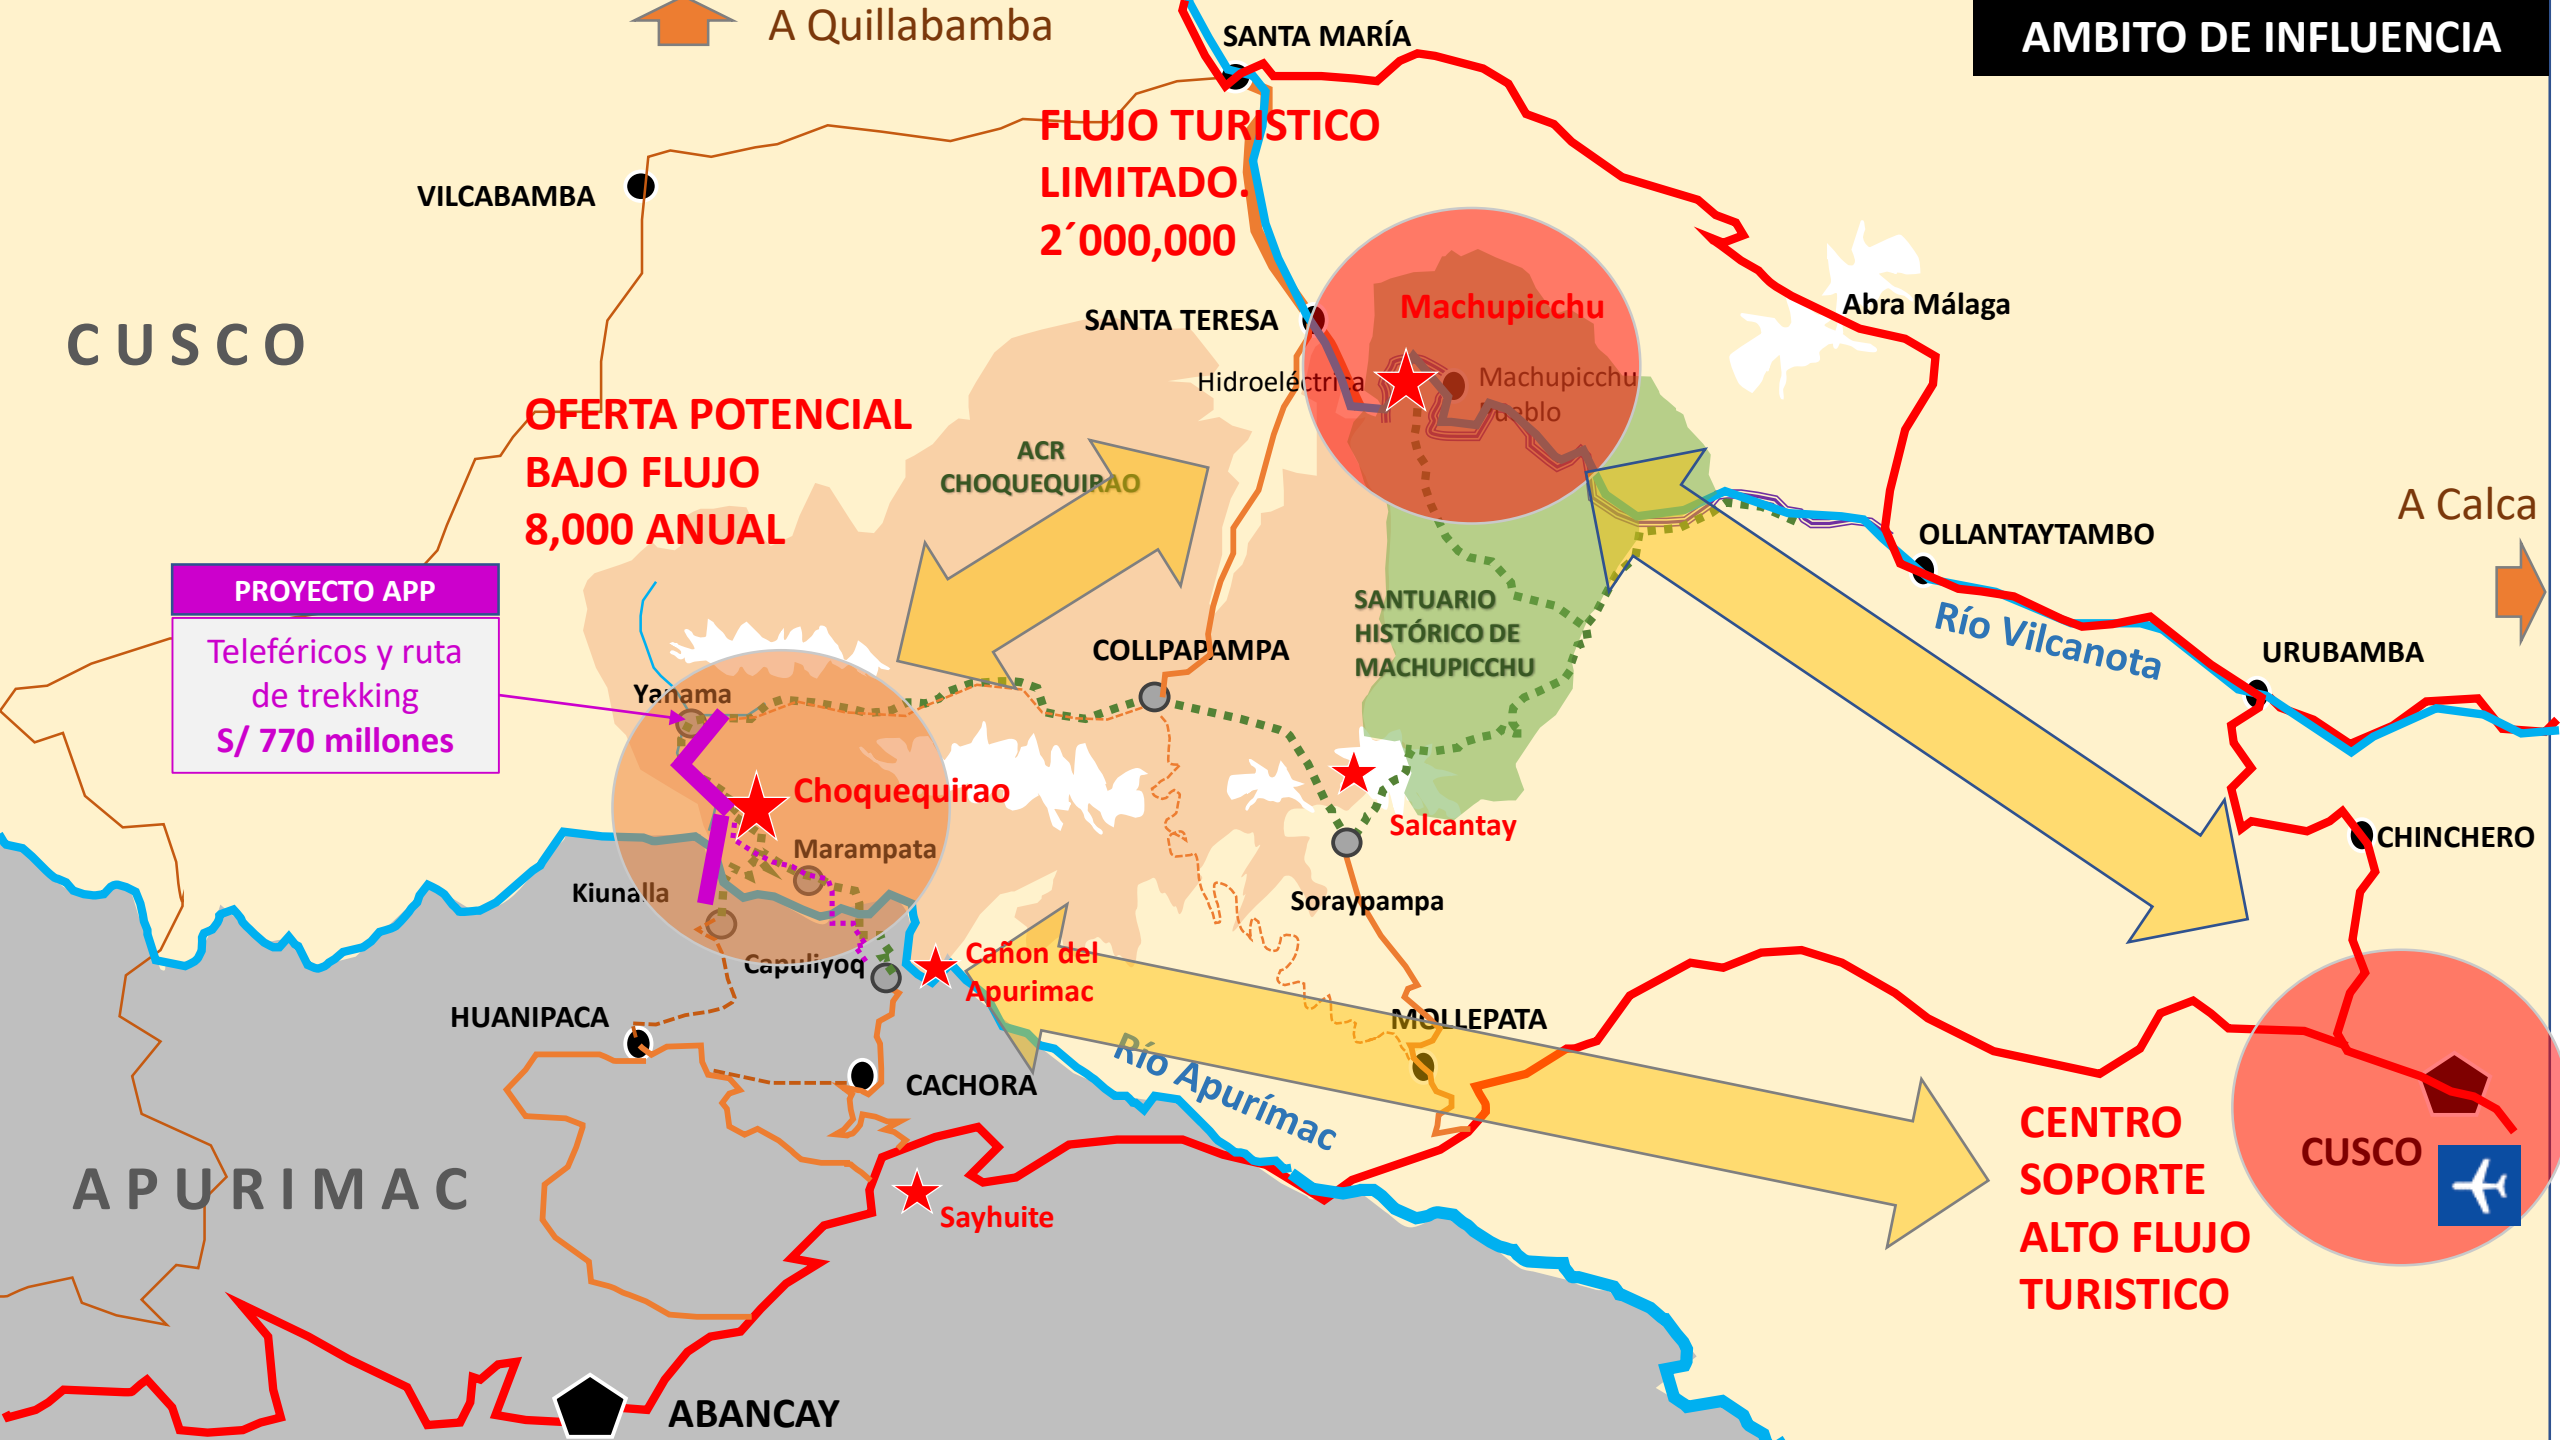 A Quillabamba
SANTA MARÍA
AMBITO DE INFLUENCIA
FLUJO TURISTICO
LIMITADO.
2´000,000
VILCABAMBA
Machupicchu
Abra Málaga
SANTA TERESA
CUSCO
Hidroeléctrica
Machupicchu
Pueblo
OFERTA POTENCIAL
BAJO FLUJO
8,000 ANUAL
ACR
CHOQUEQUIRAO
A Calca
OLLANTAYTAMBO
PROYECTO APP
Teleféricos y ruta
de trekking
S/ 770 millones
SANTUARIO
HISTÓRICO DE
MACHUPICCHU
Río Vilcanota
COLLPAPAMPA
URUBAMBA
Yanama
Choquequirao
Salcantay
CHINCHERO
Marampata
Kiunalla
Soraypampa
Capuliyoq
Cañon del
Apurimac
HUANIPACA
MOLLEPATA
Río Apurímac
CACHORA
CENTRO
SOPORTE
ALTO FLUJO
TURISTICO
CUSCO
APURIMAC
Sayhuite
ABANCAY